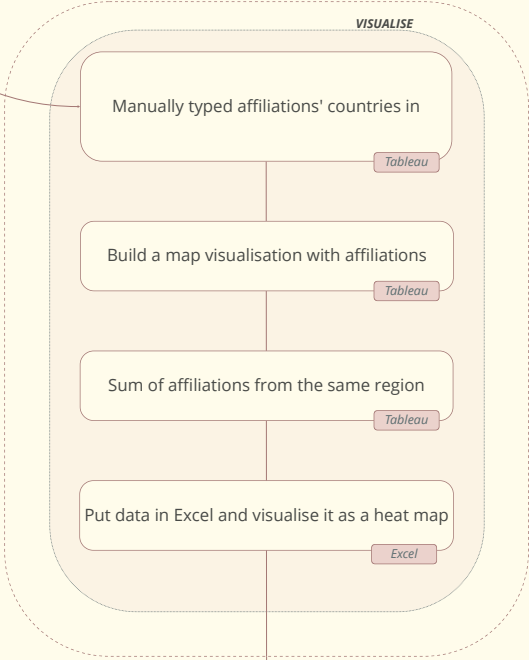 VISUALISE
Manually typed affiliations' countries in
Tableau
Build a map visualisation with affiliations
Tableau
Sum of affiliations from the same region
Tableau
Put data in Excel and visualise it as a heat map
Excel